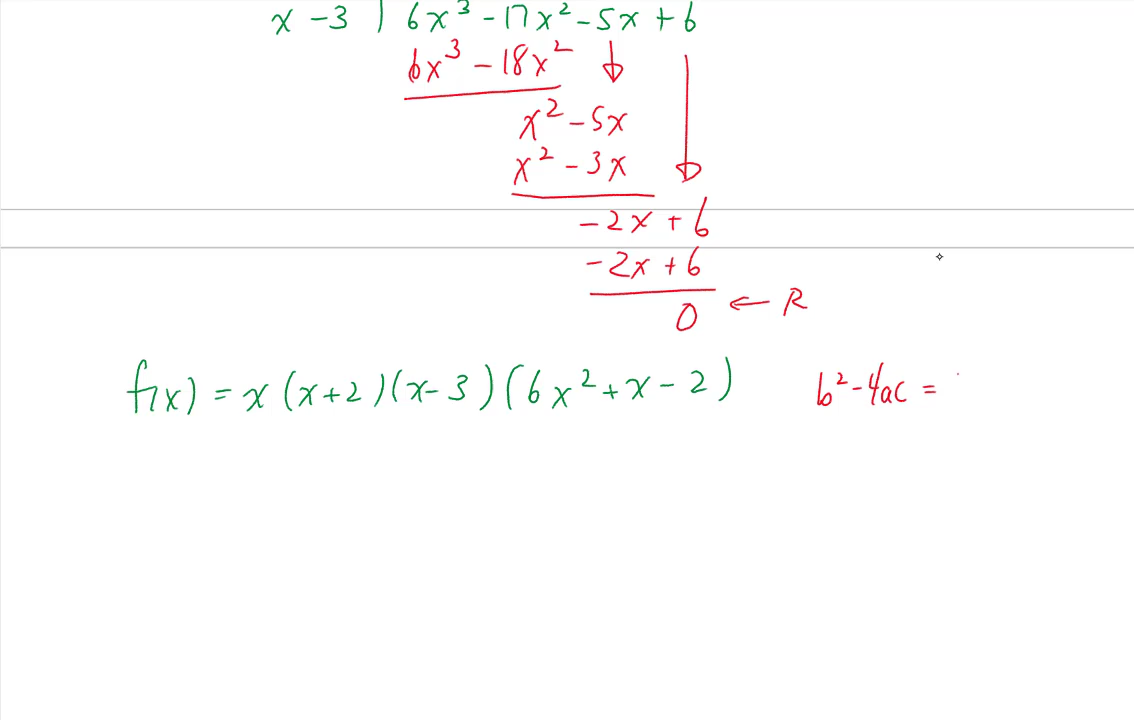 x - 3 ) 6x³ - 17x² - 5x + 6
6x³ - 18x²
x² - 5x
x² - 3x
-2x + 6
-2x + 6
0 ← R
f(x) = x(x+2)(x-3)(6x² + x - 2) b² - 4ac =